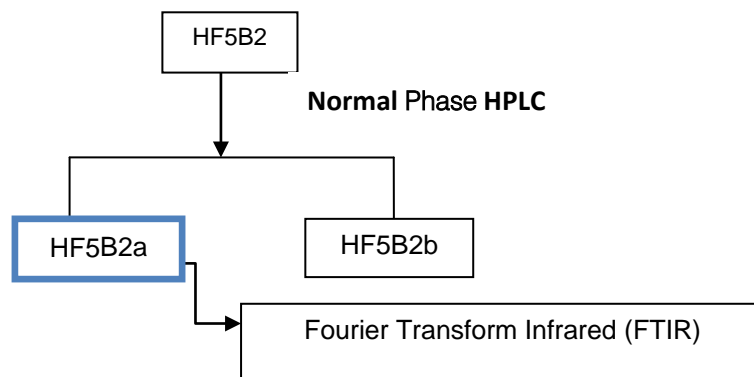 HF5B2
Normal Phase HPLC
HF5B2a
HF5B2b
Fourier Transform Infrared (FTIR)